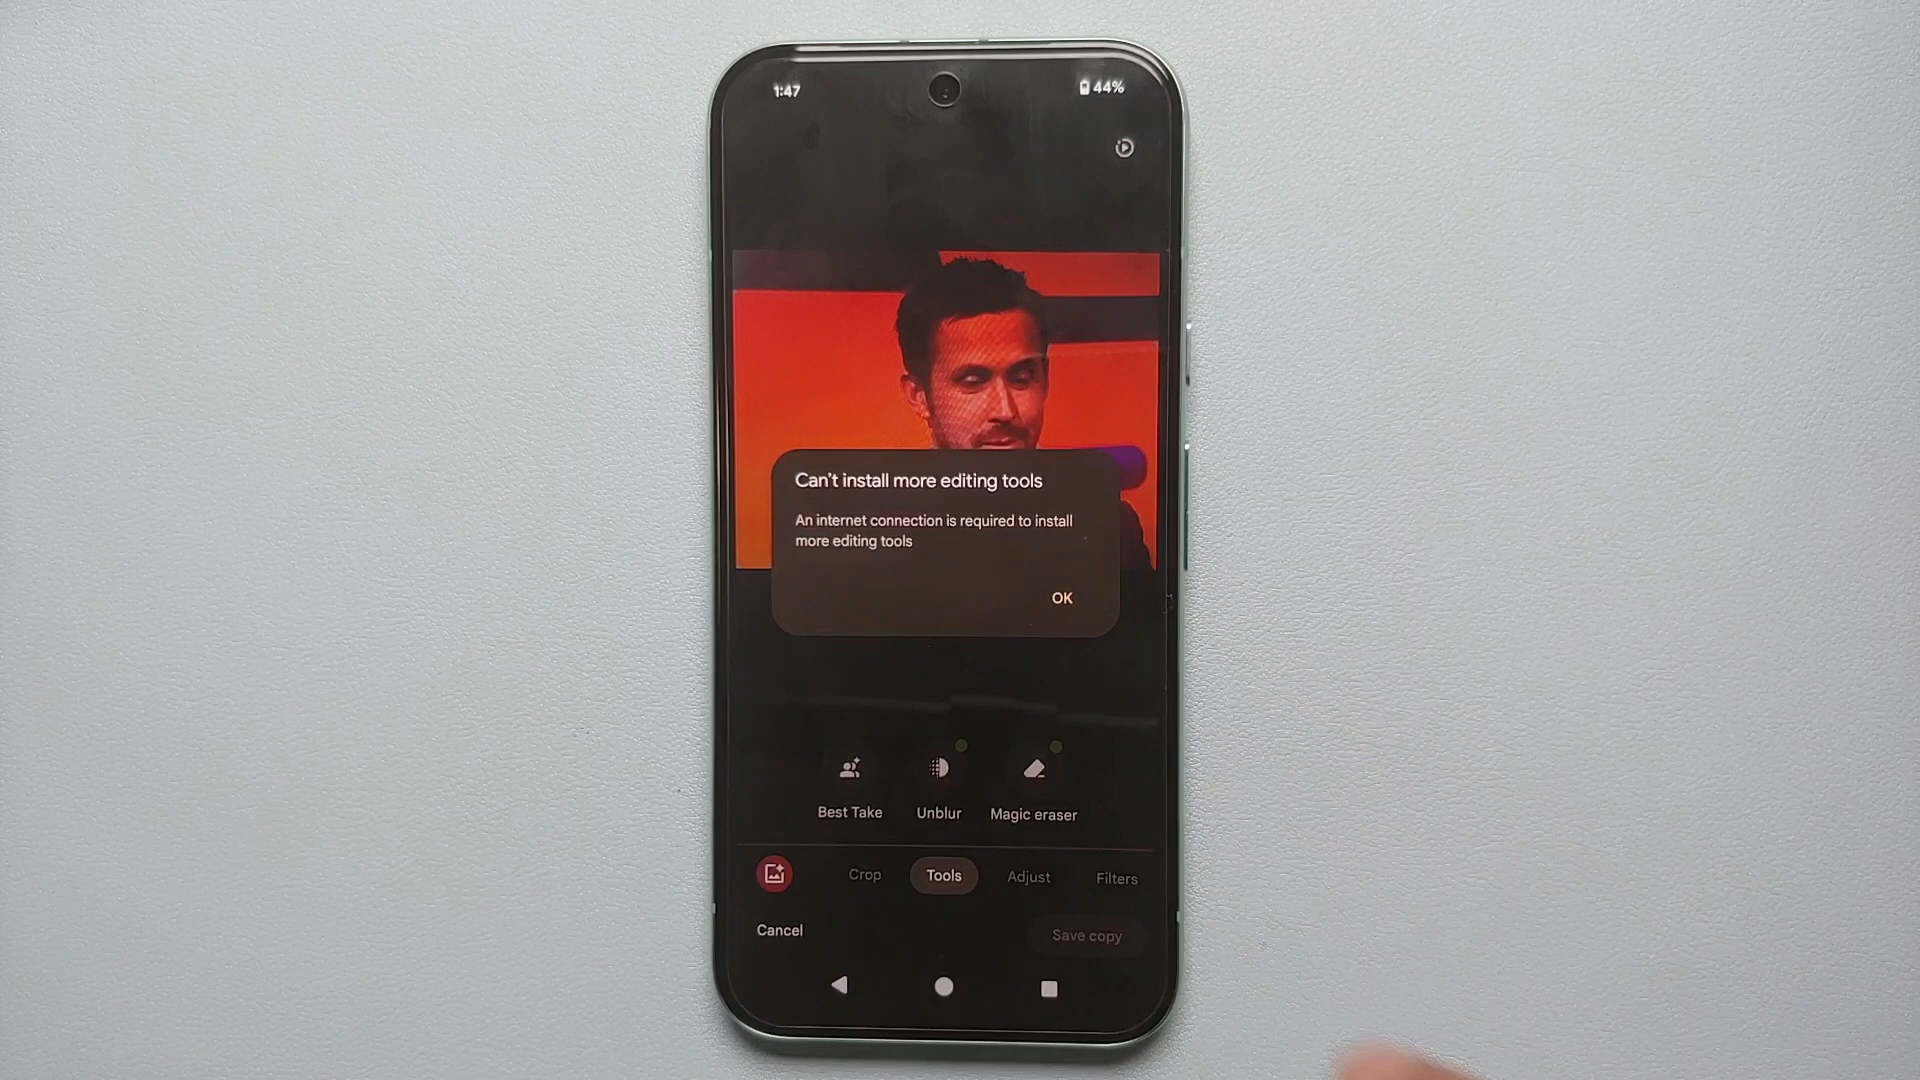 1:47
44%
Can't install more editing tools
An internet connection is required to install
more editing tools
OK
Best Take
Unblur
Magic eraser
Crop
Tools
Adjust
Filters
Cancel
Save copy